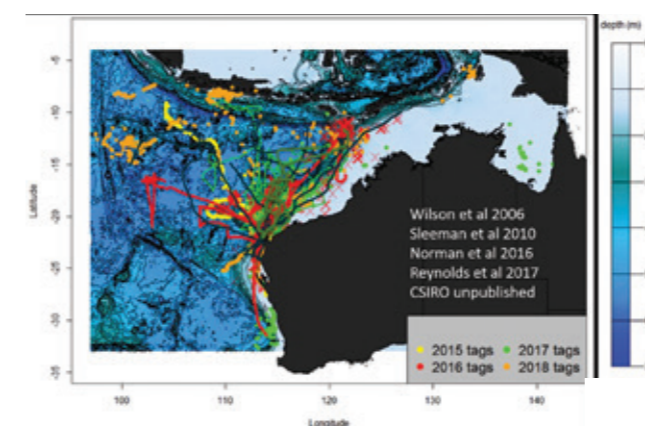 depth (m)
-5
-10
-15
-20
-25
-30
-35
Latitude
Wilson et al 2006
Sleeman et al 2010
Norman et al 2016
Reynolds et al 2017
CSIRO unpublished
2015 tags
2017 tags
2016 tags
2018 tags
100
110
120
130
140
Longitude